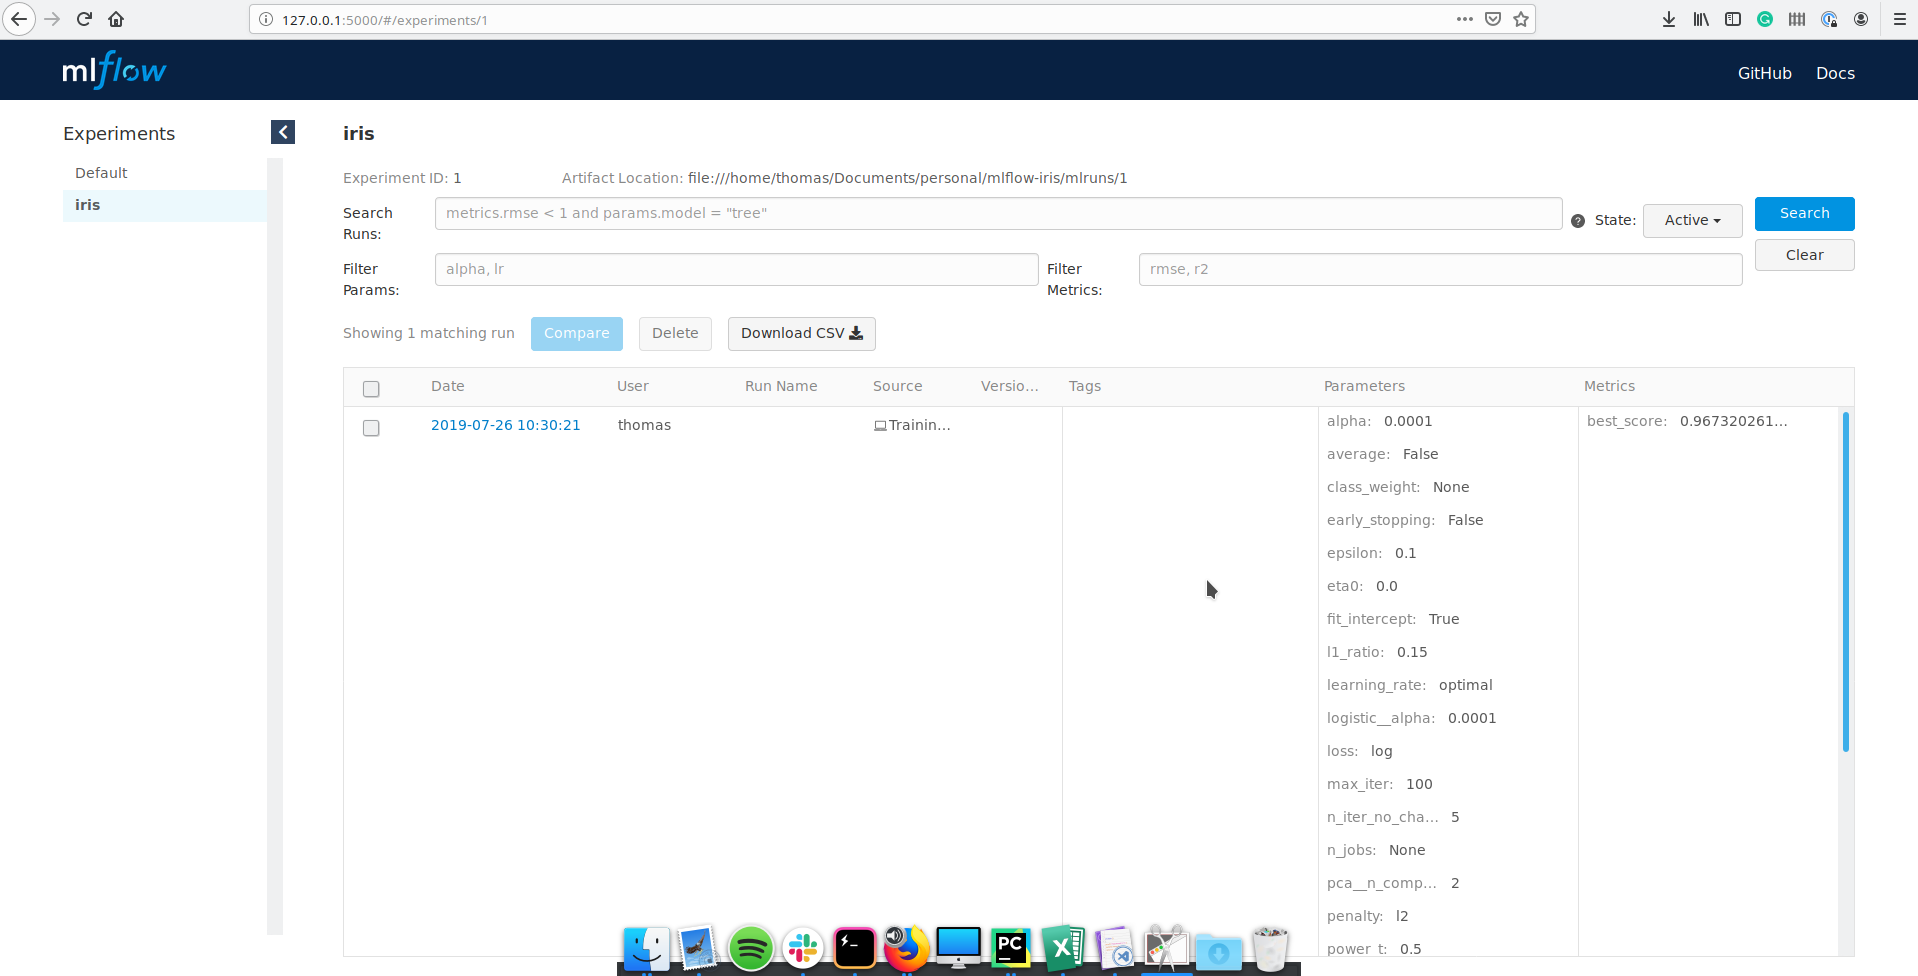 127.0.0.1:5000/#/experiments/1
mlflow
GitHub Docs
Experiments
Default
iris
iris
Experiment ID: 1 Artifact Location: file:///home/thomas/Documents/personal/mlflow-iris/mlruns/1
Search Runs: metrics.rmse < 1 and params.model = "tree" ? State: Active Search
Filter Params: alpha, lr Filter Metrics: rmse, r2 Clear
Showing 1 matching run Compare Delete Download CSV
Date User Run Name Source Versio... Tags Parameters Metrics
2019-07-26 10:30:21 thomas Trainin... alpha: 0.0001 best_score: 0.967320261...
average: False
class_weight: None
early_stopping: False
epsilon: 0.1
eta0: 0.0
fit_intercept: True
l1_ratio: 0.15
learning_rate: optimal
logistic__alpha: 0.0001
loss: log
max_iter: 100
n_iter_no_cha... 5
n_jobs: None
pca__n_comp... 2
penalty: l2
power_t: 0.5
PC
X